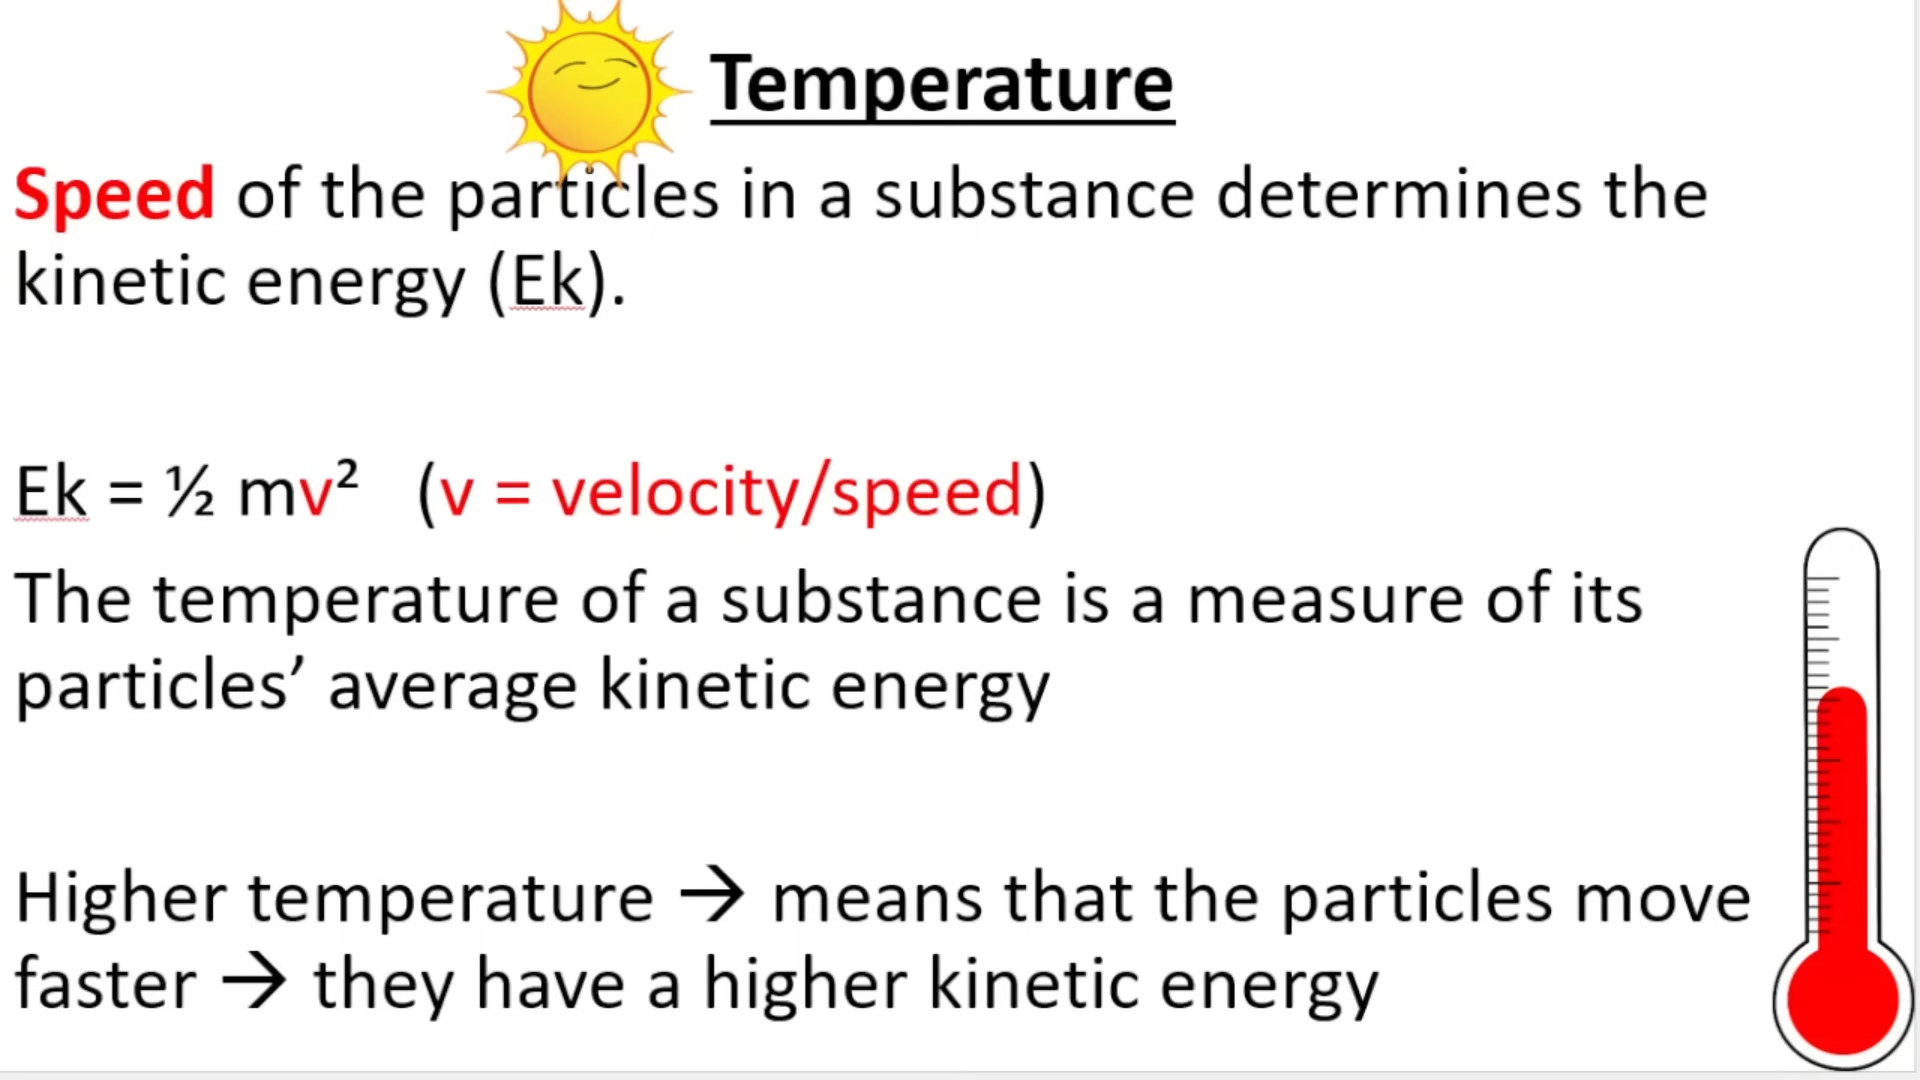 Temperature
Speed of the particles in a substance determines the
kinetic energy (Ek).
Ek = ½ mv² (v = velocity/speed)
The temperature of a substance is a measure of its
particles’ average kinetic energy
Higher temperature → means that the particles move
faster → they have a higher kinetic energy